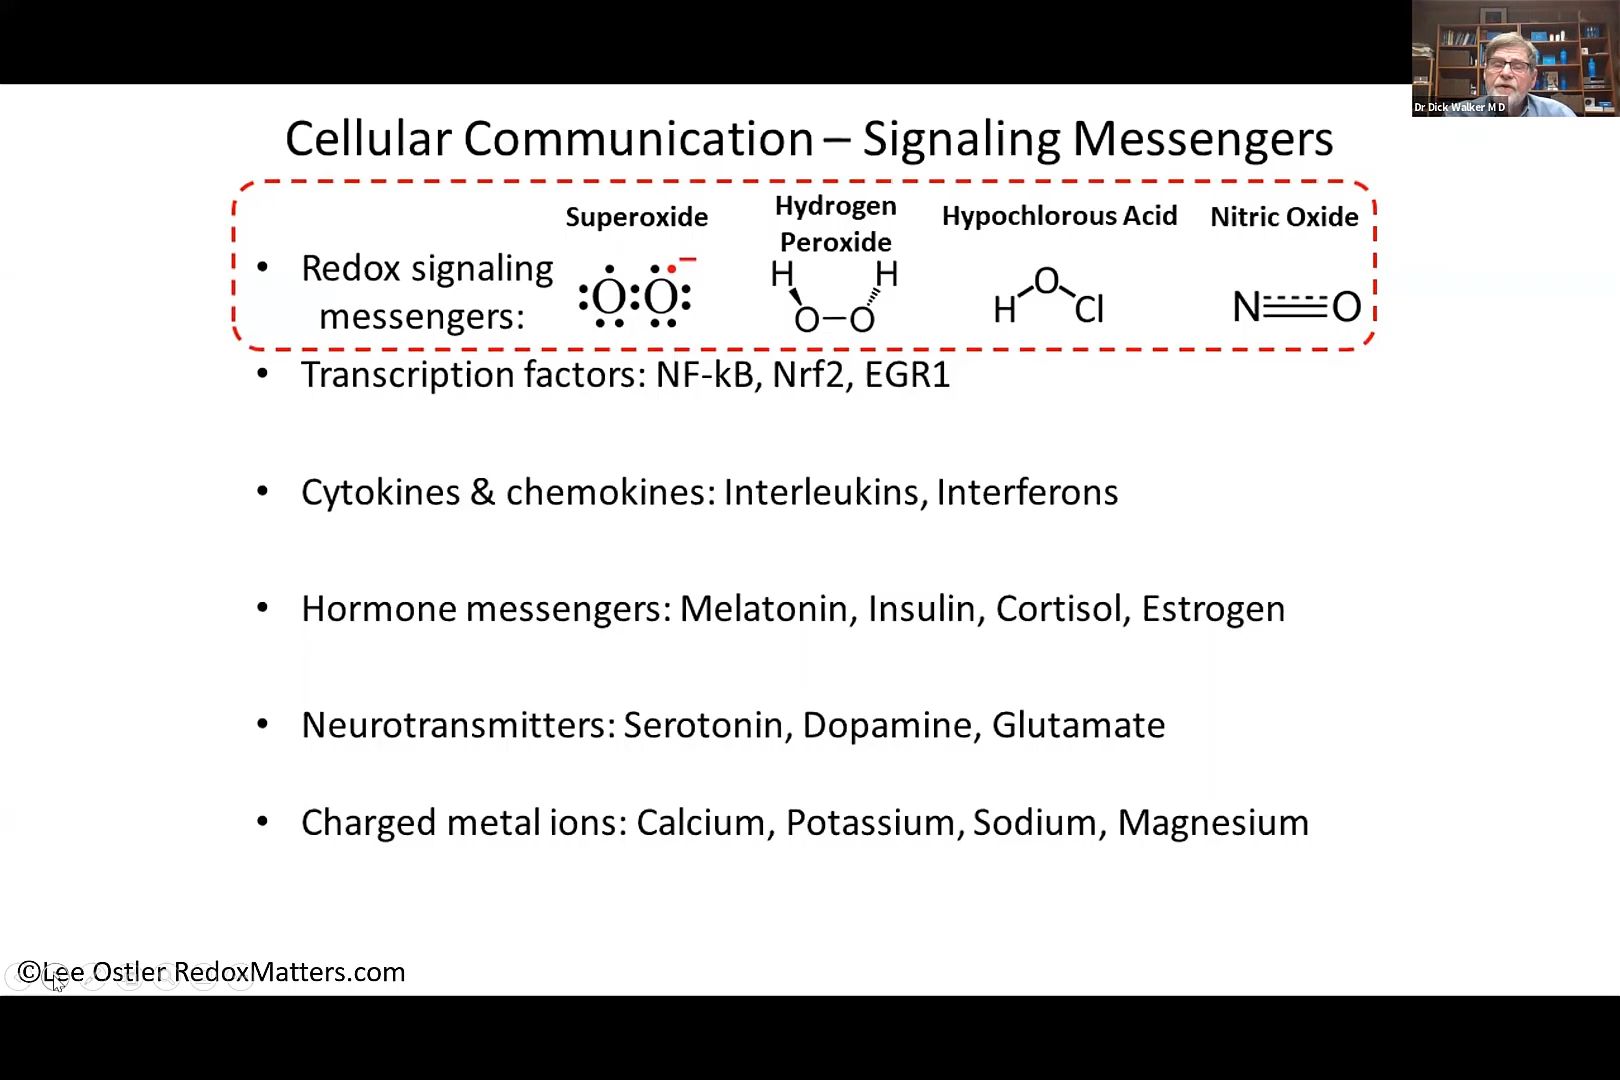 Dr Dick Walker M D
Cellular Communication – Signaling Messengers
Superoxide
Hydrogen
Peroxide
Hypochlorous Acid
Nitric Oxide
• Redox signaling
messengers:
O:O −
H H
O–O
H O Cl
N O
• Transcription factors: NF-kB, Nrf2, EGR1
• Cytokines & chemokines: Interleukins, Interferons
• Hormone messengers: Melatonin, Insulin, Cortisol, Estrogen
• Neurotransmitters: Serotonin, Dopamine, Glutamate
• Charged metal ions: Calcium, Potassium, Sodium, Magnesium
©Lee Ostler RedoxMatters.com